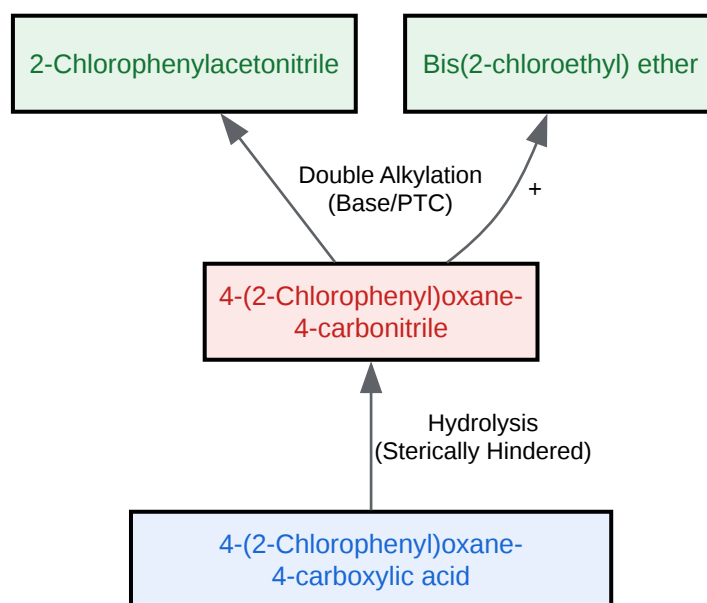 2-Chlorophenylacetonitrile
Bis(2-chloroethyl) ether
Double Alkylation
(Base/PTC)
+
4-(2-Chlorophenyl)oxane-
4-carbonitrile
Hydrolysis
(Sterically Hindered)
4-(2-Chlorophenyl)oxane-
4-carboxylic acid